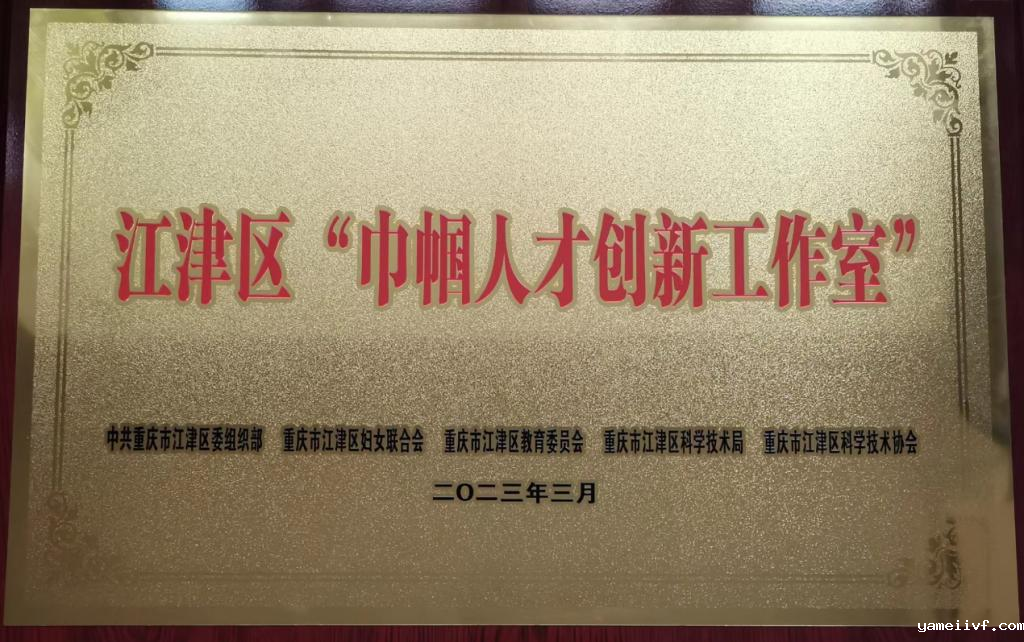 江津区“巾帼人才创新工作室”
中共重庆市江津区委组织部 重庆市江津区妇女联合会 重庆市江津区教育委员会 重庆市江津区科学技术局 重庆市江津区科学技术协会
二〇二三年三月
yameiivf.com